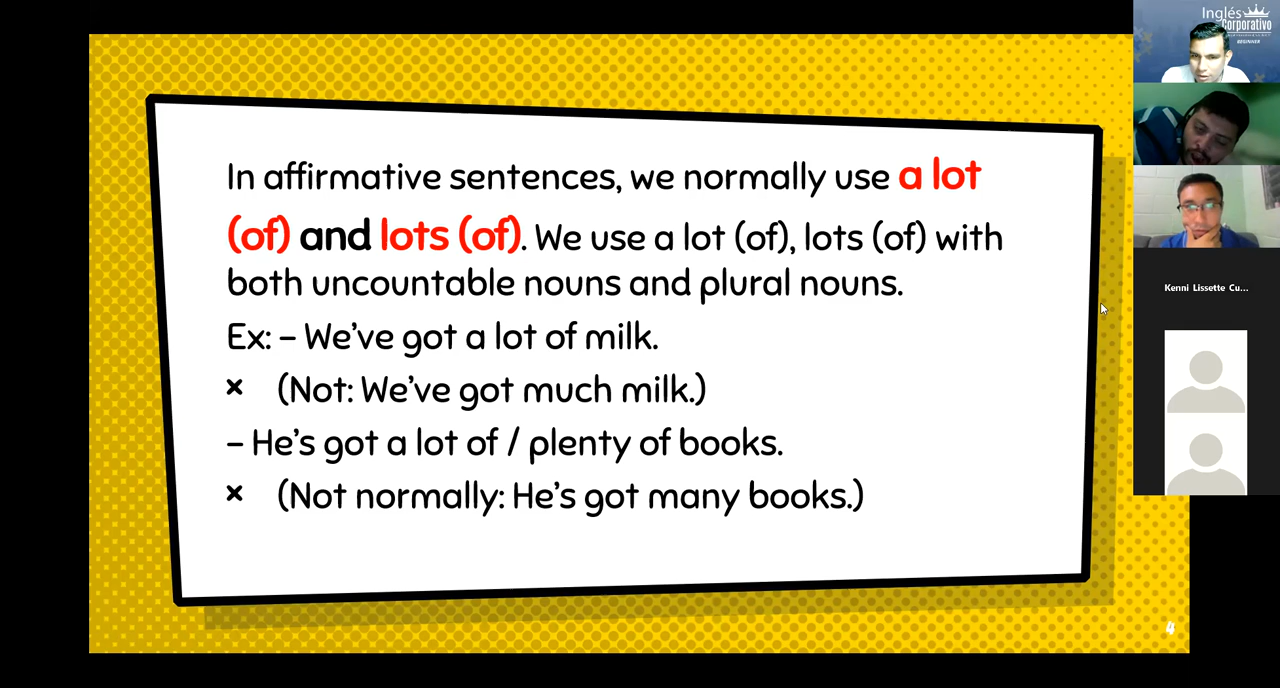 In affirmative sentences, we normally use a lot
(of) and lots (of). We use a lot (of), lots (of) with
both uncountable nouns and plural nouns.
Ex: – We've got a lot of milk.
× (Not: We've got much milk.)
– He's got a lot of / plenty of books.
× (Not normally: He's got many books.)
4
Inglés
Corporativo
BEGINNER
Kenni Lissette Cu...